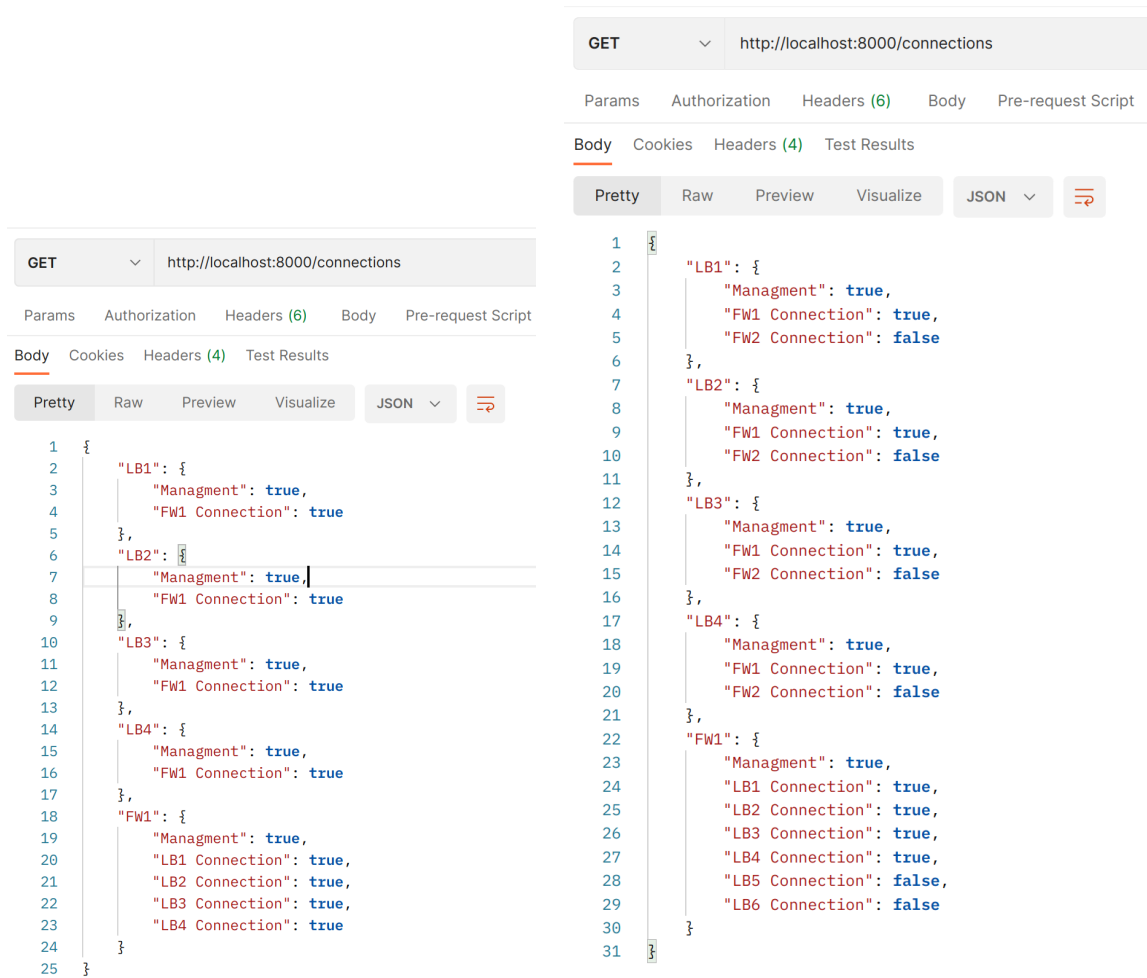 GET http://localhost:8000/connections
Params Authorization Headers (6) Body Pre-request Script
Body Cookies Headers (4) Test Results
Pretty Raw Preview Visualize JSON
1 {
2 "LB1": {
3 "Managment": true,
4 "FW1 Connection": true
5 },
6 "LB2": {
7 "Managment": true,
8 "FW1 Connection": true
9 },
10 "LB3": {
11 "Managment": true,
12 "FW1 Connection": true
13 },
14 "LB4": {
15 "Managment": true,
16 "FW1 Connection": true
17 },
18 "FW1": {
19 "Managment": true,
20 "LB1 Connection": true,
21 "LB2 Connection": true,
22 "LB3 Connection": true,
23 "LB4 Connection": true
24 }
25 }
GET http://localhost:8000/connections
Params Authorization Headers (6) Body Pre-request Script
Body Cookies Headers (4) Test Results
Pretty Raw Preview Visualize JSON
1 {
2 "LB1": {
3 "Managment": true,
4 "FW1 Connection": true,
5 "FW2 Connection": false
6 },
7 "LB2": {
8 "Managment": true,
9 "FW1 Connection": true,
10 "FW2 Connection": false
11 },
12 "LB3": {
13 "Managment": true,
14 "FW1 Connection": true,
15 "FW2 Connection": false
16 },
17 "LB4": {
18 "Managment": true,
19 "FW1 Connection": true,
20 "FW2 Connection": false
21 },
22 "FW1": {
23 "Managment": true,
24 "LB1 Connection": true,
25 "LB2 Connection": true,
26 "LB3 Connection": true,
27 "LB4 Connection": true,
28 "LB5 Connection": false,
29 "LB6 Connection": false
30 }
31 }